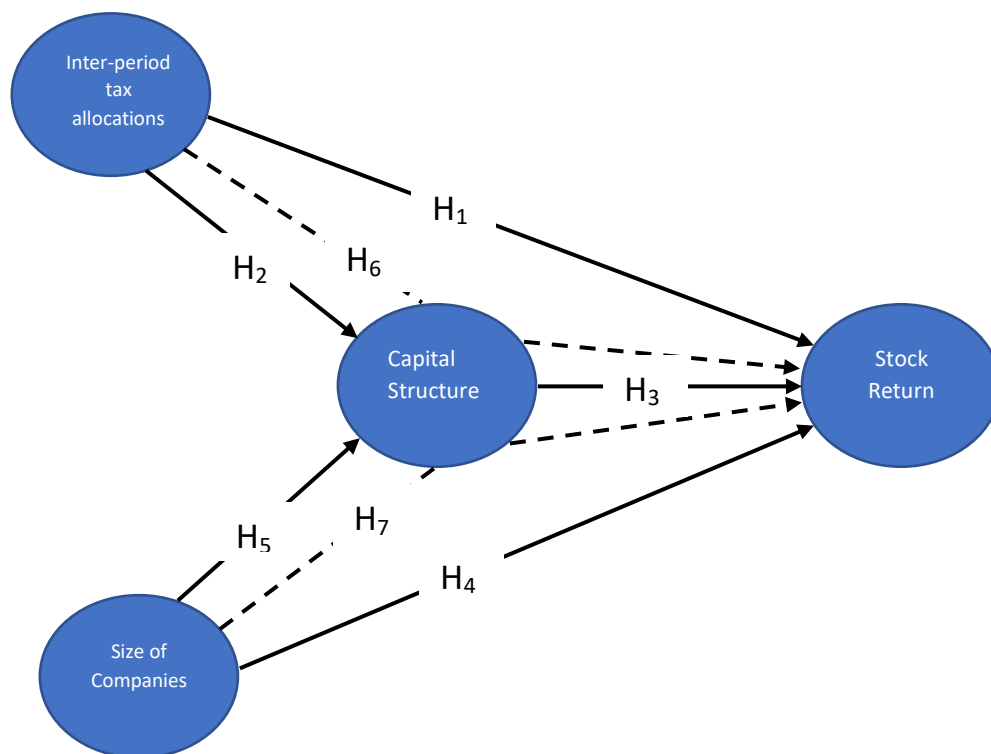 Inter-period
tax
allocations
H₁
H₆
H₂
Capital
Structure
Stock
Return
H₃
H₇
H₅
H₄
Size of
Companies